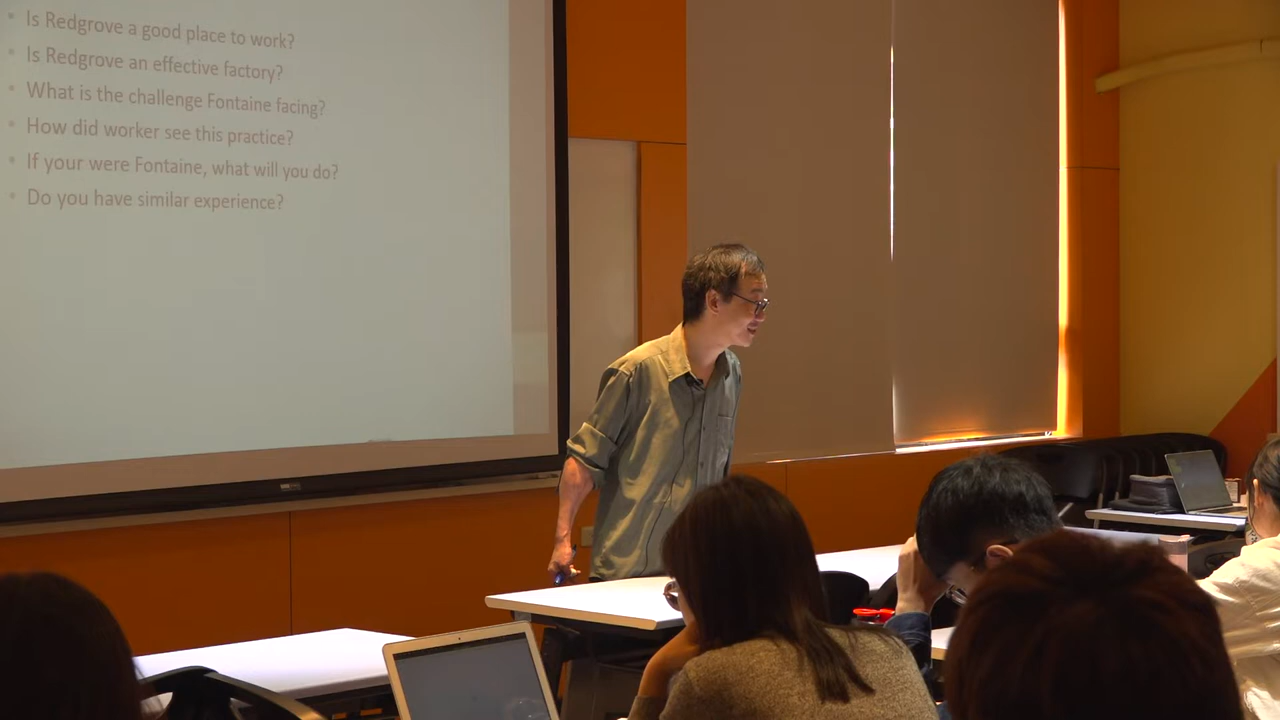 • Is Redgrove a good place to work?
• Is Redgrove an effective factory?
• What is the challenge Fontaine facing?
• How did worker see this practice?
• If your were Fontaine, what will you do?
• Do you have similar experience?